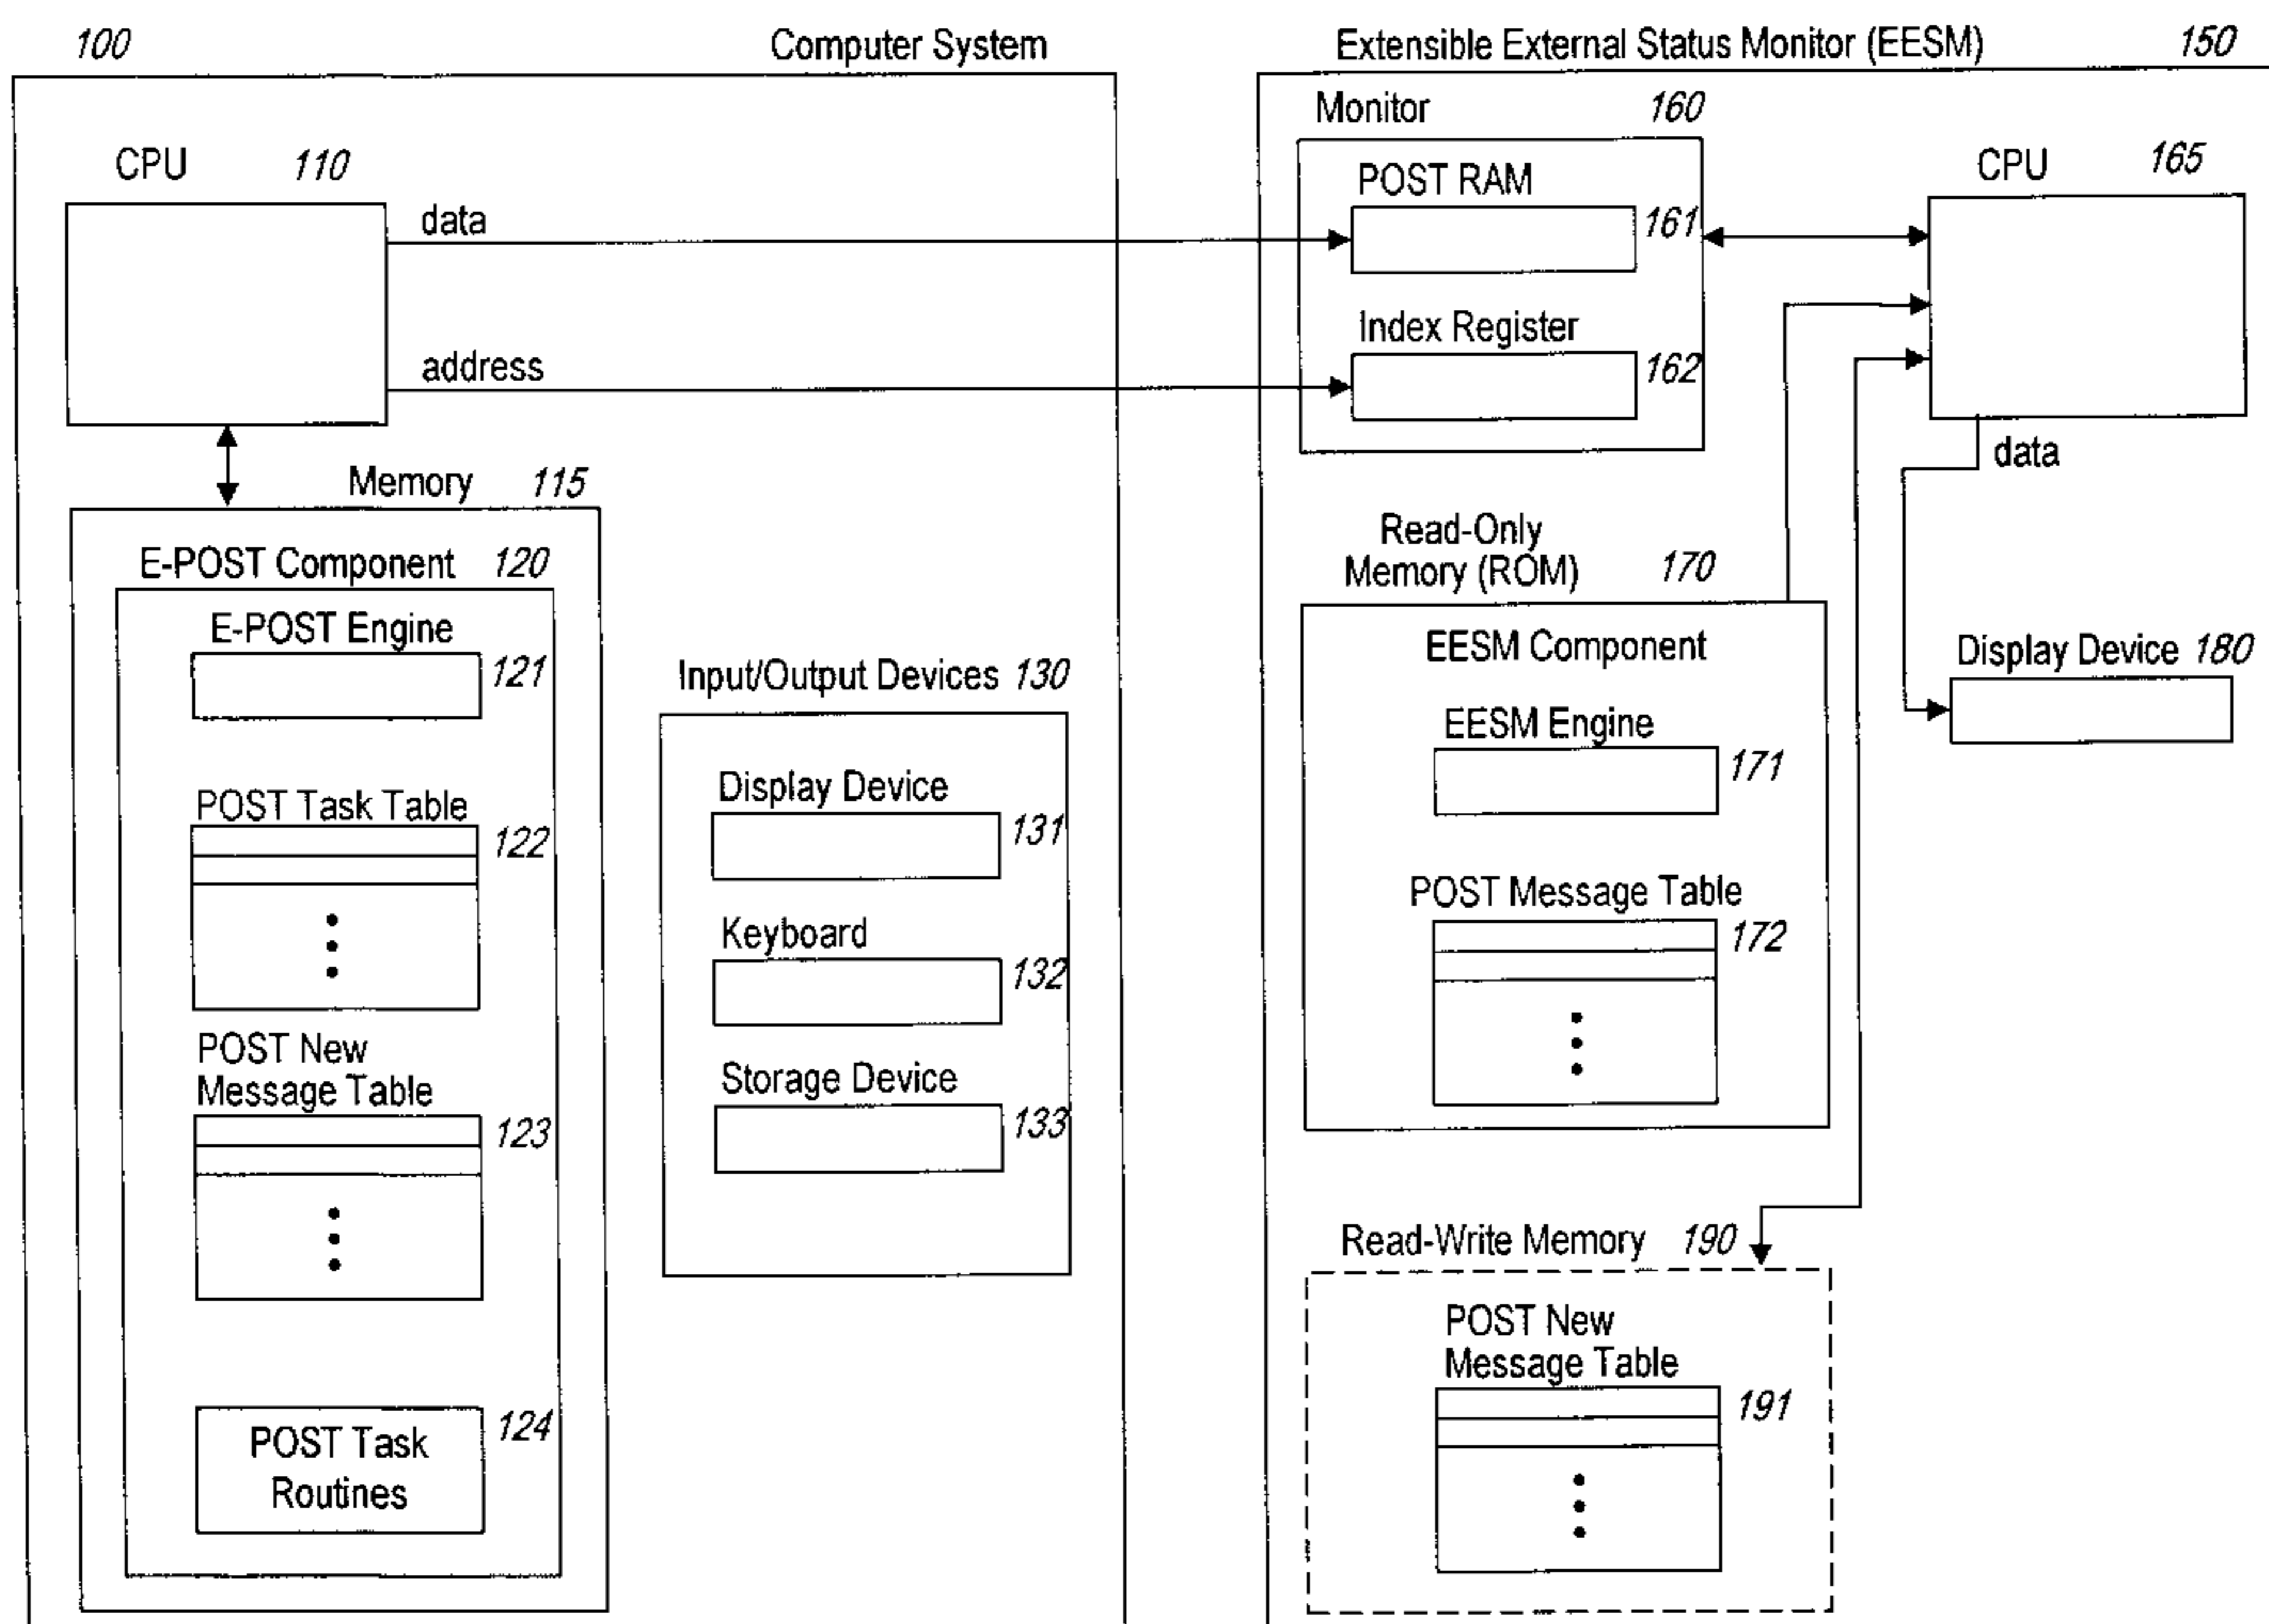 100 Computer System
CPU 110
data
address
Memory 115
E-POST Component 120
E-POST Engine
121
POST Task Table
122
POST New
Message Table
123
POST Task
Routines
124
Input/Output Devices 130
Display Device
131
Keyboard
132
Storage Device
133
Extensible External Status Monitor (EESM) 150
Monitor 160
POST RAM
161
Index Register
162
CPU 165
data
Read-Only
Memory (ROM) 170
EESM Component
EESM Engine
171
POST Message Table
172
Display Device 180
Read-Write Memory 190
POST New
Message Table
191